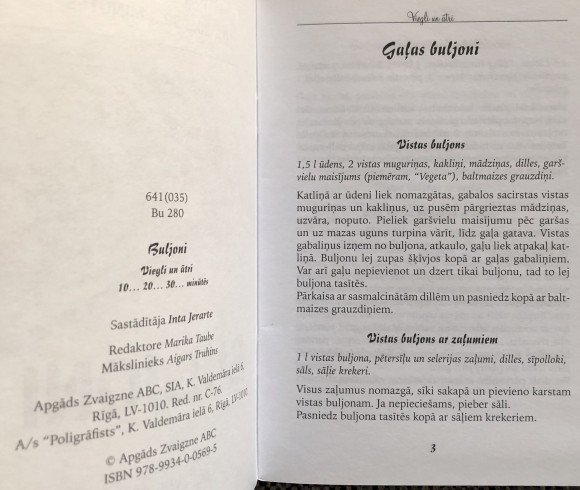 641(035)
Bu 280
Buljoni
Viegli un ātri
10... 20... 30... minūtēs
Sastādītāja Inta Jerarte
Redaktore Marika Taube
Mākslinieks Aigars Truhins
Apgāds Zvaigzne ABC, SIA, K. Valdemāra ielā 6,
Rīgā, LV-1010. Red. nr. C-76.
A/s “Poligrāfists”, K. Valdemāra ielā 6, Rīgā, LV-1010
© Apgāds Zvaigzne ABC
ISBN 978-9934-0-0569-5
Viegli un ātri
Gaļas buljoni
Vistas buljons
1,5 l ūdens, 2 vistas muguriņas, kakliņi, mādziņas, dilles, garš-
vielu maisījums (piemēram, “Vegeta”), baltmaizes grauzdiņi.
Katliņā ar ūdeni liek nomazgātas, gabalos sacirstas vistas
muguriņas un kakliņus, uz pusēm pārgrieztas mādziņas,
uzvāra, noputo. Pieliek garšvielu maisījumu pēc garšas
un uz mazas uguns turpina vārīt, līdz gaļa gatava. Vistas
gabaliņus izņem no buljona, atkaulo, gaļu liek atpakaļ kat-
liņā. Buljonu lej zupas šķīvjos kopā ar gaļas gabaliņiem.
Var arī gaļu nepievienot un dzert tikai buljonu, tad to lej
buljona tasītēs.
Pārkaisa ar sasmalcinātām dillēm un pasniedz kopā ar balt-
maizes grauzdiņiem.
Vistas buljons ar zaļumiem
1 l vistas buljona, pētersīļu un selerijas zaļumi, dilles, sīpolloki,
sāls, sāļie krekeri.
Visus zaļumus nomazgā, sīki sakapā un pievieno karstam
vistas buljonam. Ja nepieciešams, pieber sāli.
Pasniedz buljona tasītēs kopā ar sāļiem krekeriem.
3